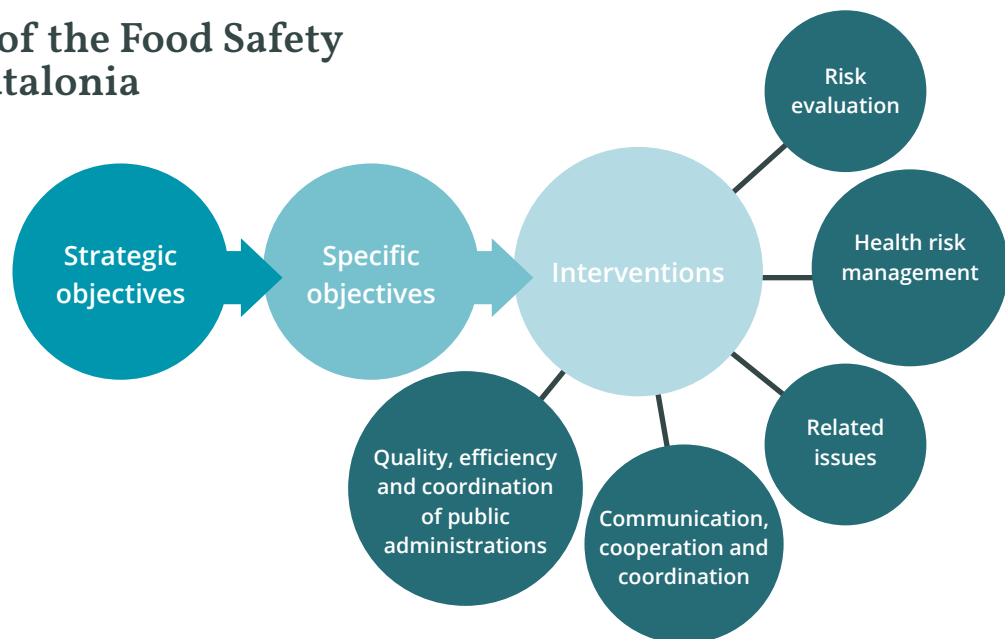 of the Food Safety
talonia
Risk
evaluation
Strategic
objectives
Specific
objectives
Interventions
Health risk
management
Related
issues
Quality, efficiency
and coordination
of public
administrations
Communication,
cooperation and
coordination